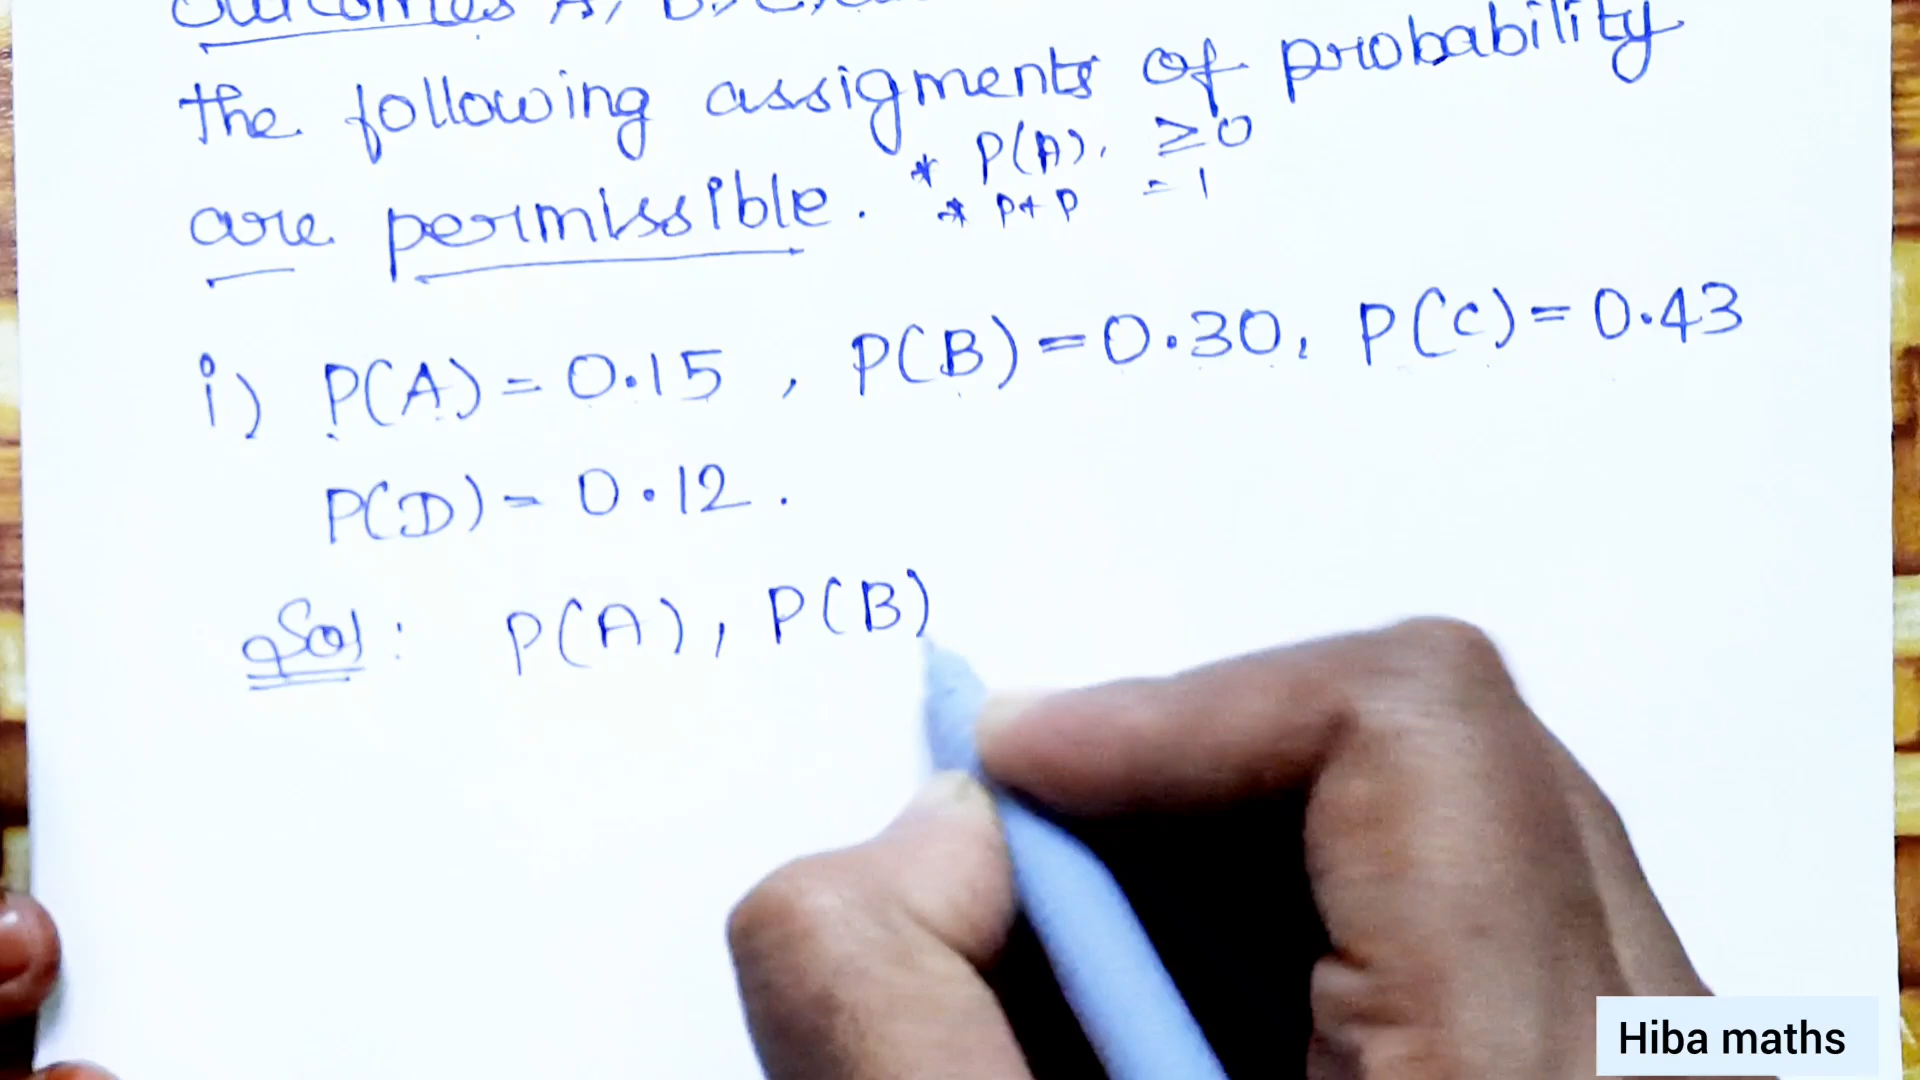 outcomes A, B, C,
the following assigments of probability
are permissible. * P(A), ≥0
* P+P =1
i) P(A)=0.15, P(B)=0.30, P(C)=0.43
P(D)=0.12.
Sol: P(A), P(B)
Hiba maths